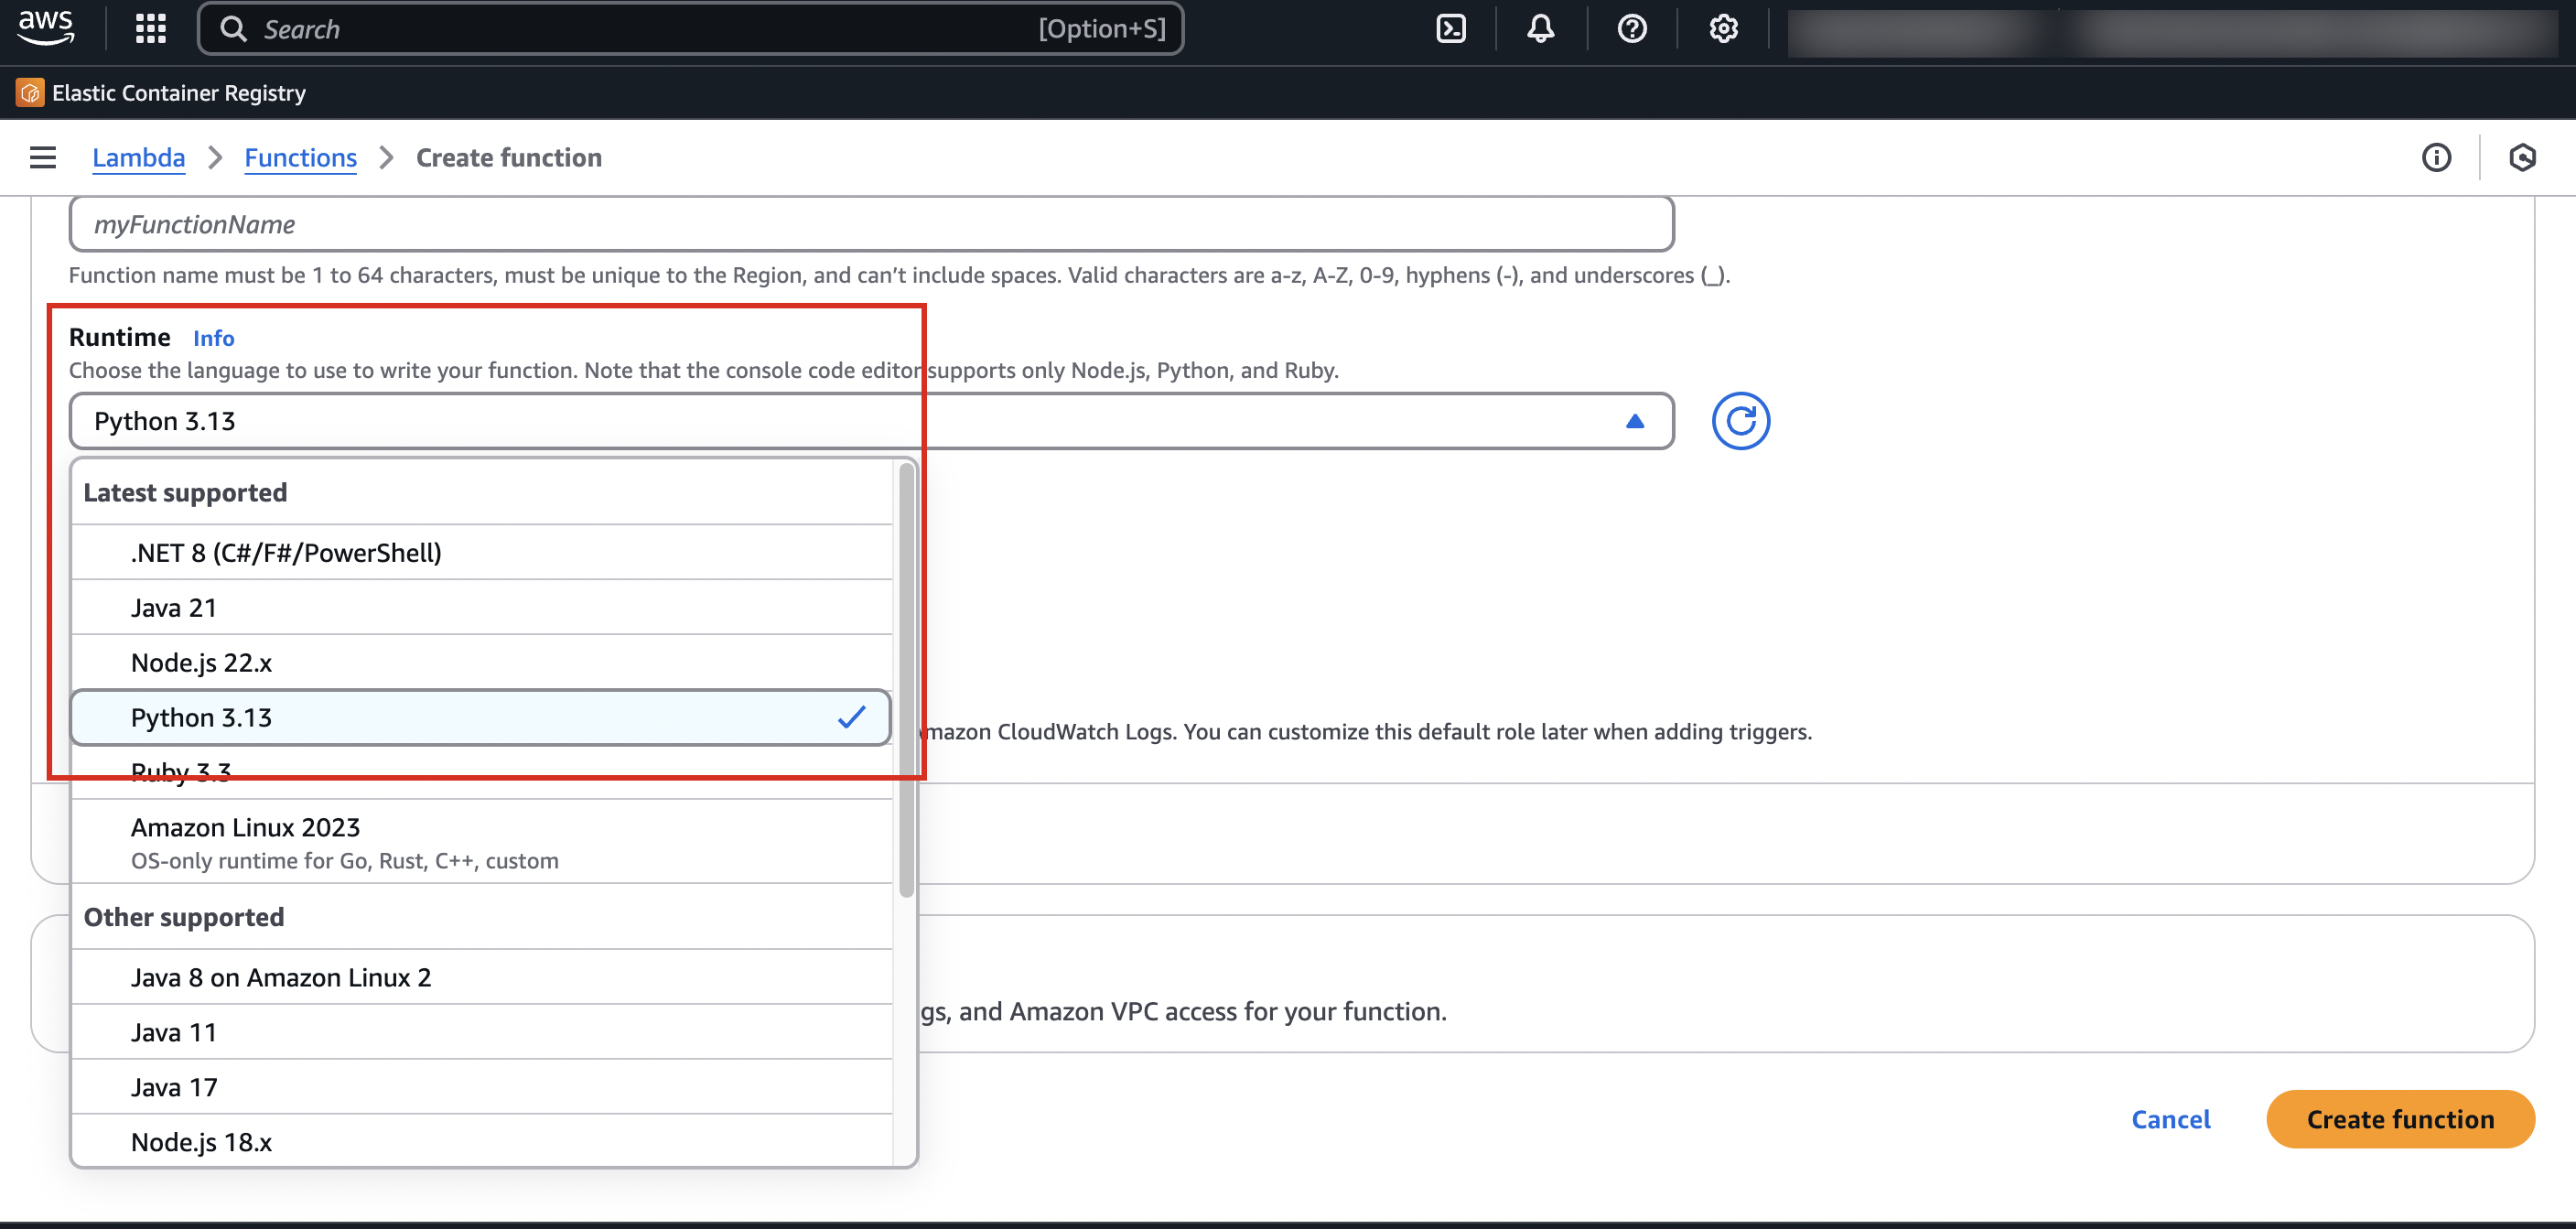 aws
Search [Option+S]
Elastic Container Registry
Lambda > Functions > Create function
myFunctionName
Function name must be 1 to 64 characters, must be unique to the Region, and can’t include spaces. Valid characters are a-z, A-Z, 0-9, hyphens (-), and underscores (_).
Runtime Info
Choose the language to use to write your function. Note that the console code editor supports only Node.js, Python, and Ruby.
Python 3.13
Latest supported
.NET 8 (C#/F#/PowerShell)
Java 21
Node.js 22.x
Python 3.13
mazon CloudWatch Logs. You can customize this default role later when adding triggers.
Ruby 3.3
Amazon Linux 2023
OS-only runtime for Go, Rust, C++, custom
Other supported
Java 8 on Amazon Linux 2
gs, and Amazon VPC access for your function.
Java 11
Java 17
Cancel
Create function
Node.js 18.x